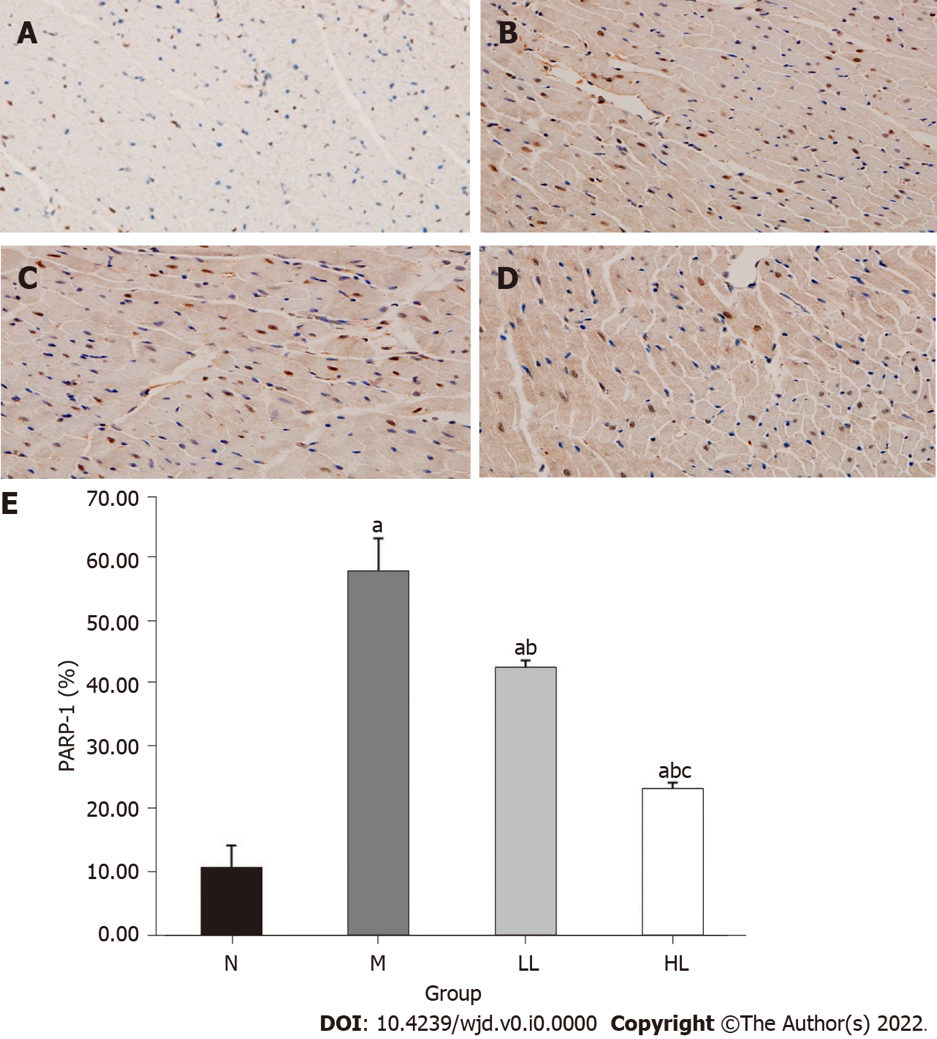 A
B
C
D
E
70.00
60.00
50.00
40.00
30.00
20.00
10.00
0.00
PARP-1 (%)
a
ab
abc
N M LL HL
Group
DOI: 10.4239/wjd.v0.i0.0000 Copyright ©The Author(s) 2022.